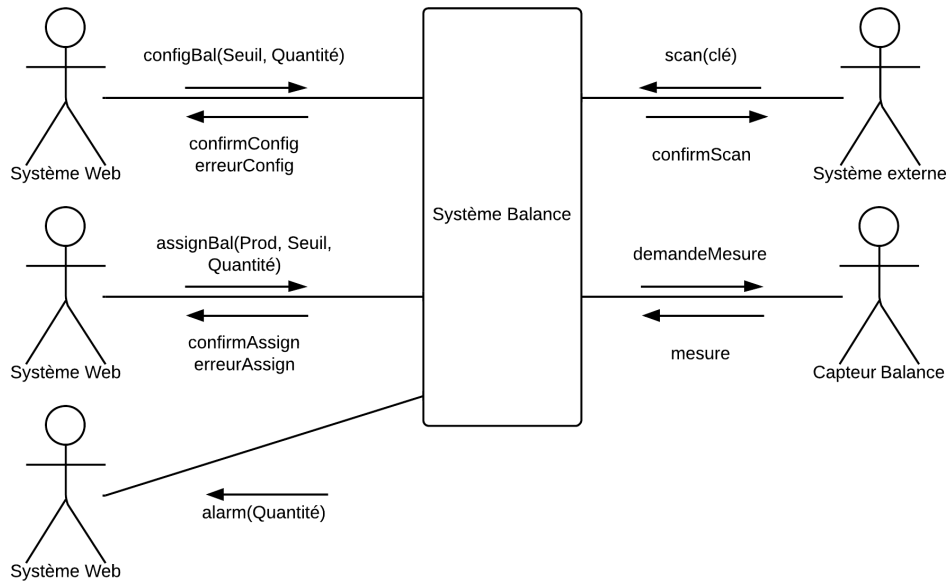 configBal(Seuil, Quantité)
scan(clé)
confirmConfig
erreurConfig
confirmScan
Système Web
Système externe
Système Balance
assignBal(Prod, Seuil,
Quantité)
demandeMesure
confirmAssign
erreurAssign
mesure
Système Web
Capteur Balance
alarm(Quantité)
Système Web